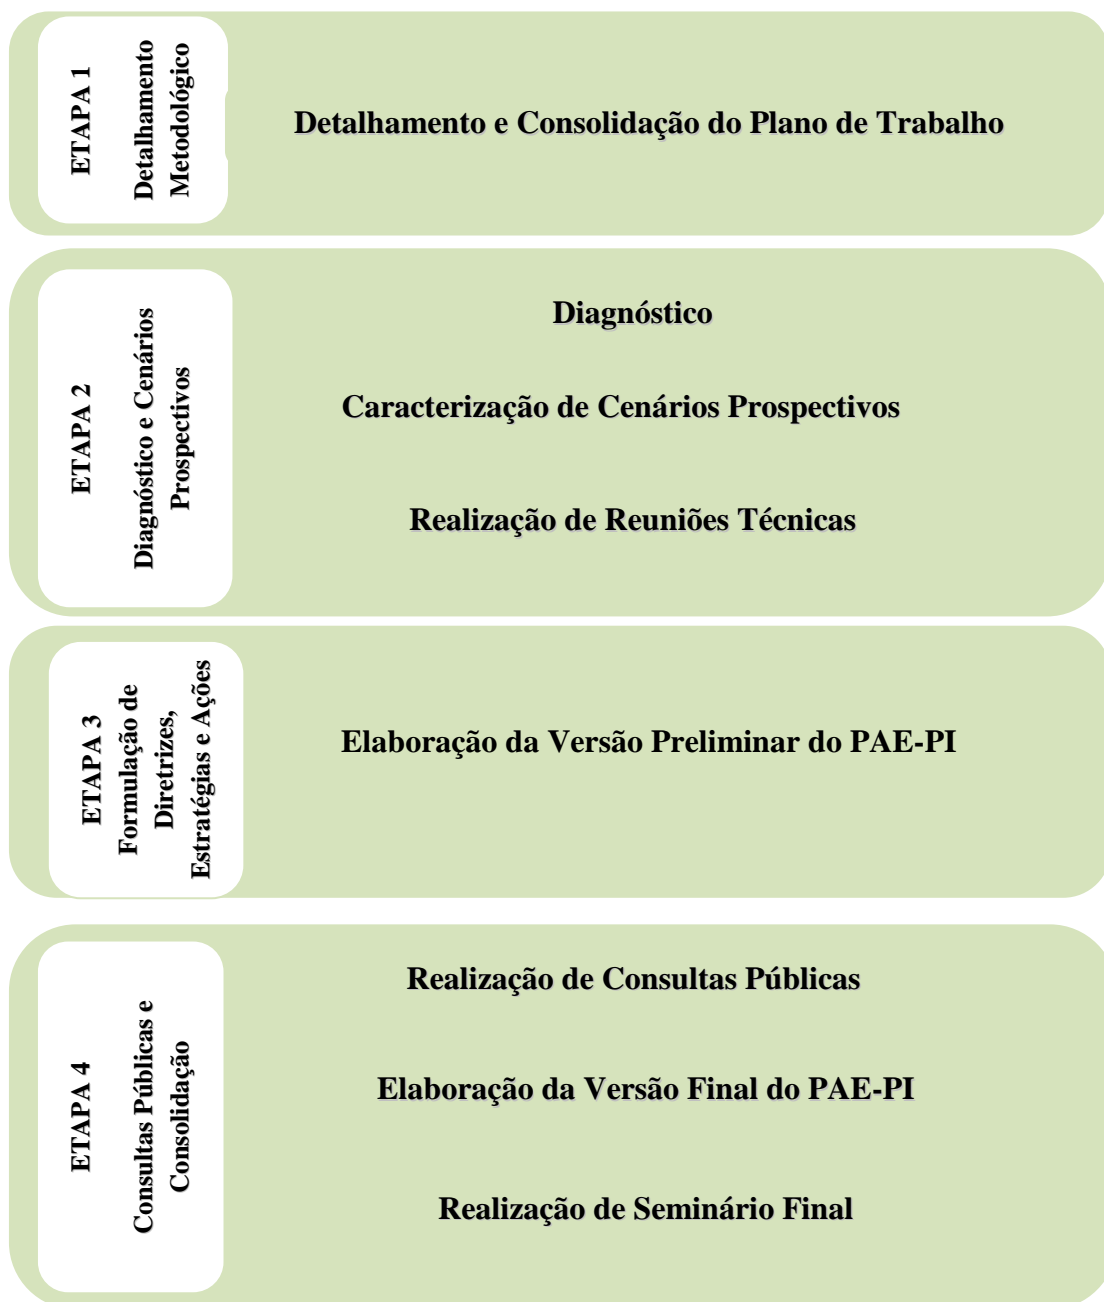 ETAPA 1
Detalhamento
Metodológico
Detalhamento e Consolidação do Plano de Trabalho
ETAPA 2
Diagnóstico e Cenários
Prospectivos
Diagnóstico
Caracterização de Cenários Prospectivos
Realização de Reuniões Técnicas
ETAPA 3
Formulação de
Diretrizes,
Estratégias e Ações
Elaboração da Versão Preliminar do PAE-PI
ETAPA 4
Consultas Públicas e
Consolidação
Realização de Consultas Públicas
Elaboração da Versão Final do PAE-PI
Realização de Seminário Final